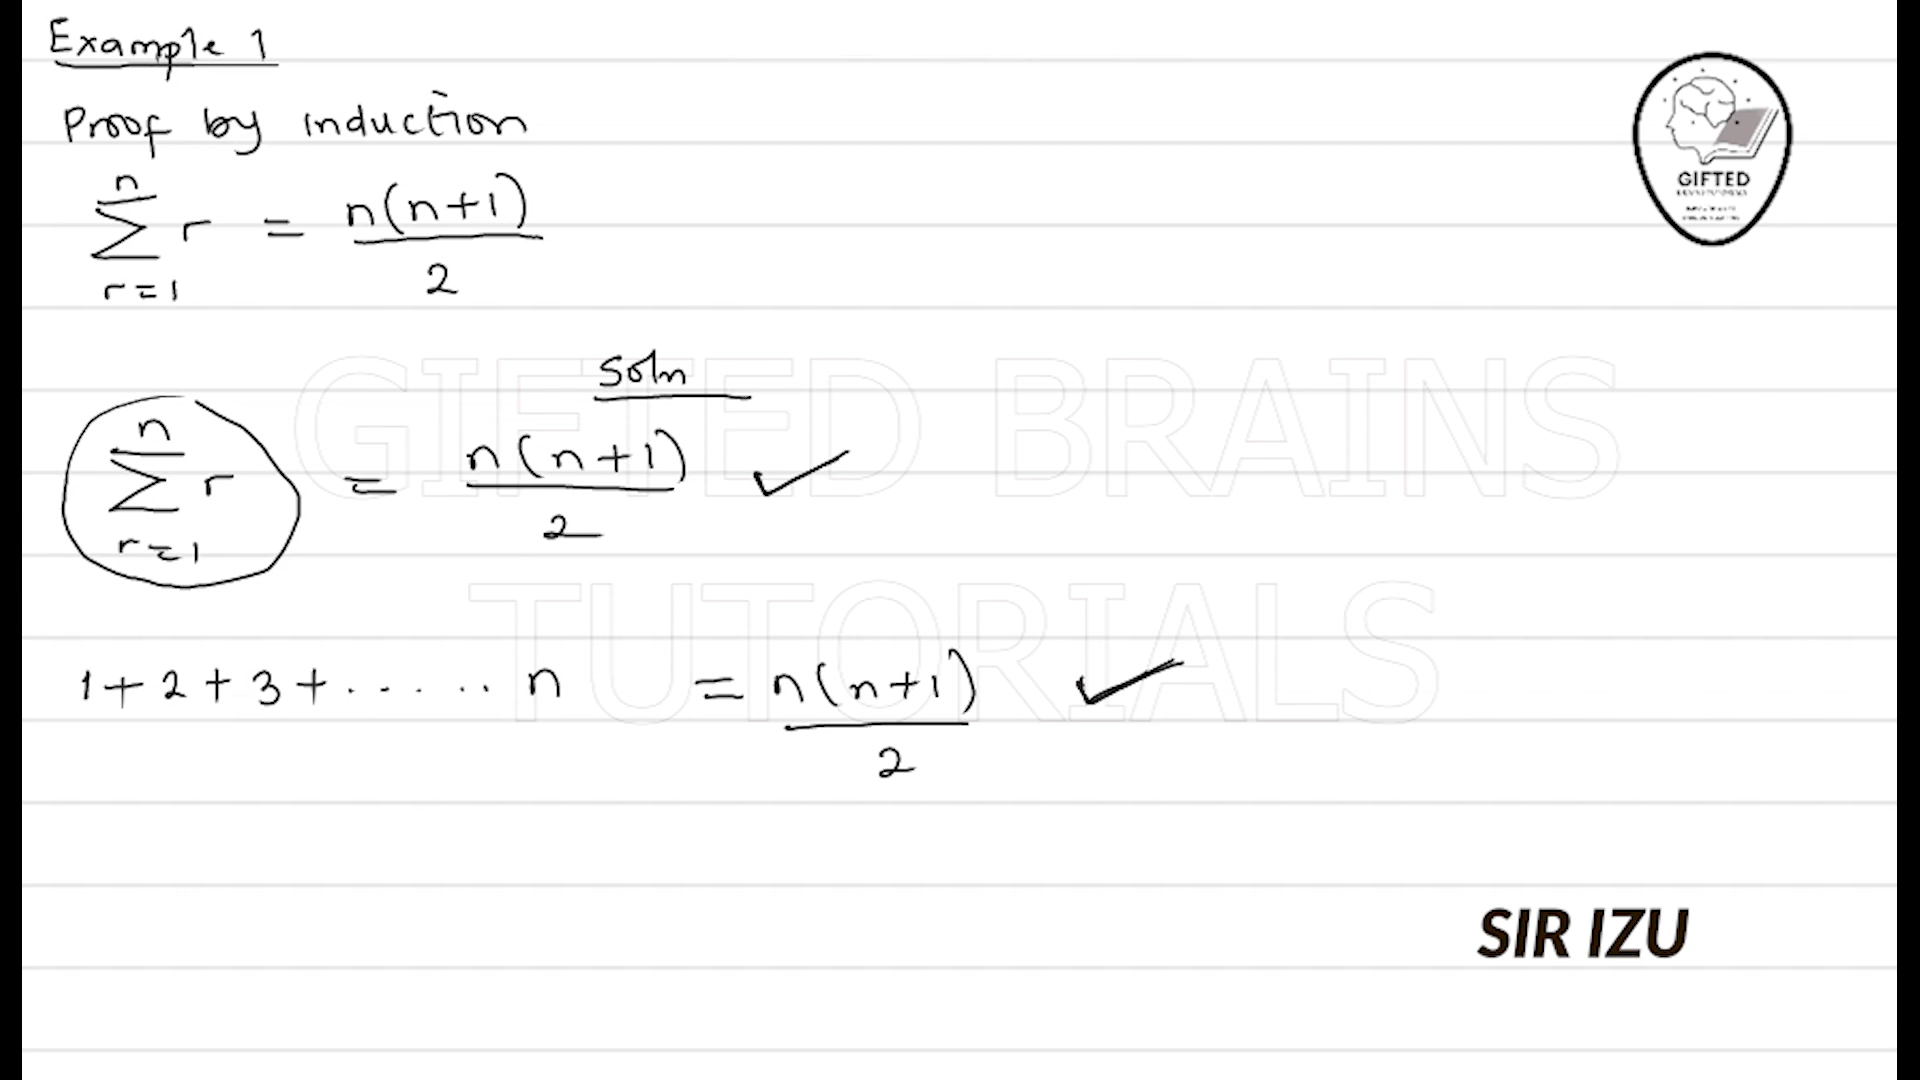 Example 1
Proof by induction
n
∑ r = n(n+1)
r=1 2
Soln
n
∑ r = n(n+1) ✓
r=1 2
1+2+3+...... n = n(n+1) ✓
2
GIFTED BRAINS
TUTORIALS
GIFTED
SIR IZU